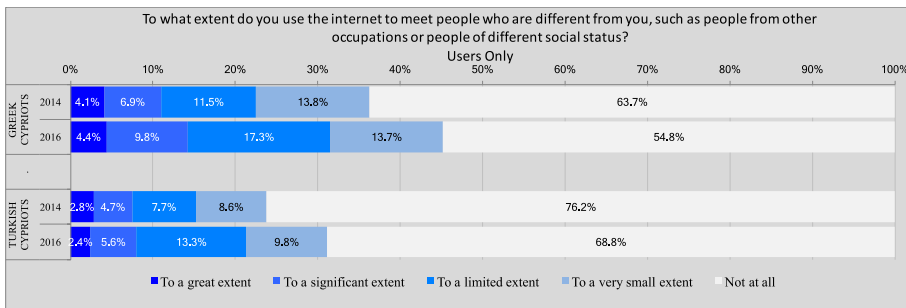 To what extent do you use the internet to meet people who are different from you, such as people from other
occupations or people of different social status?
Users Only
0% 10% 20% 30% 40% 50% 60% 70% 80% 90% 100%
GREEK
CYPRIOTS
2014 4.1% 6.9% 11.5% 13.8% 63.7%
2016 4.4% 9.8% 17.3% 13.7% 54.8%
.
TURKISH
CYPRIOTS
2014 2.8% 4.7% 7.7% 8.6% 76.2%
2016 2.4% 5.6% 13.3% 9.8% 68.8%
To a great extent To a significant extent To a limited extent To a very small extent Not at all